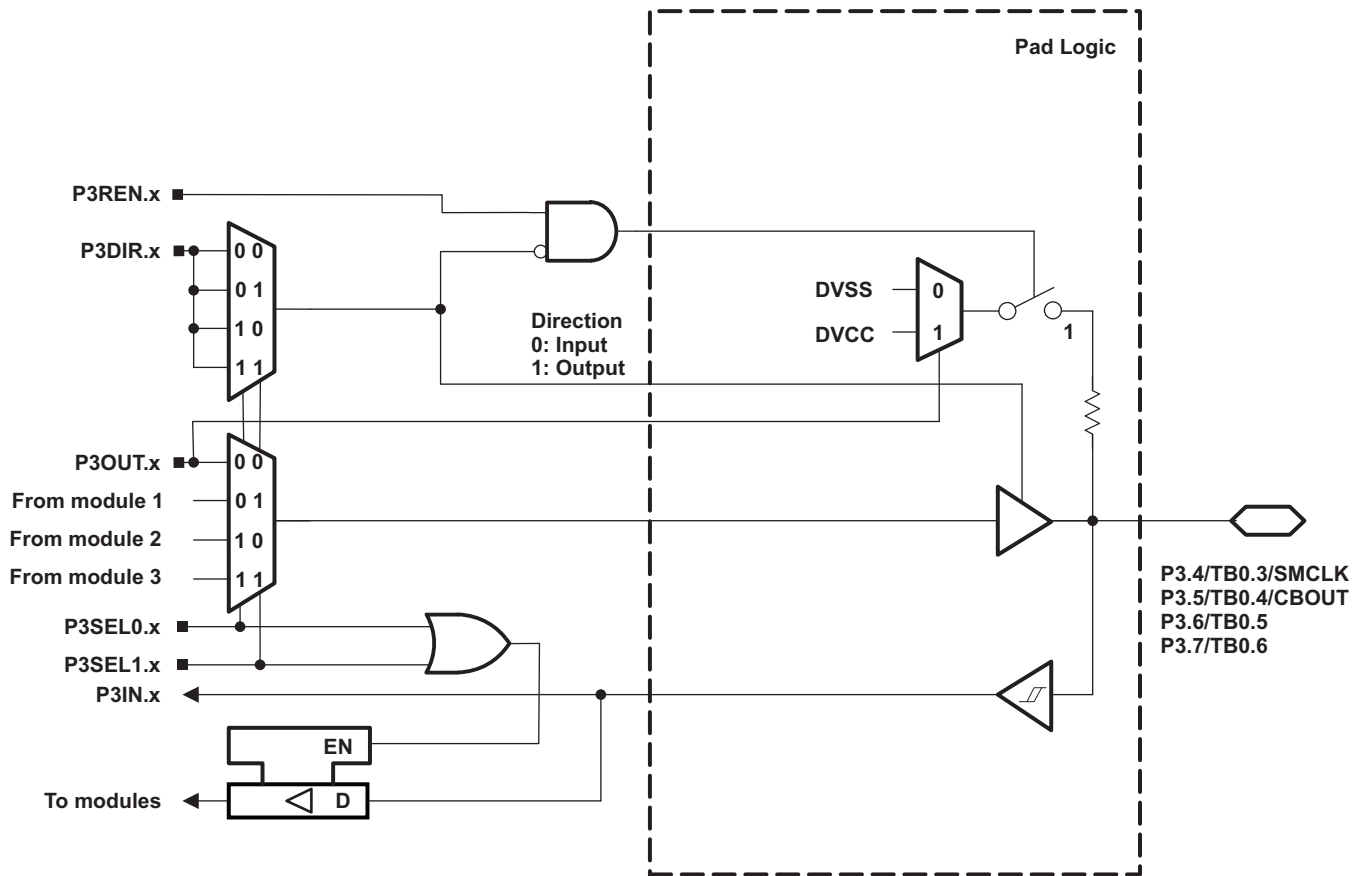 Pad Logic
P3REN.x
P3DIR.x
0 0
0 1
1 0
1 1
Direction
0: Input
1: Output
DVSS
DVCC
0
1
1
P3OUT.x
From module 1
From module 2
From module 3
0 0
0 1
1 0
1 1
P3SEL0.x
P3SEL1.x
P3IN.x
EN
D
To modules
P3.4/TB0.3/SMCLK
P3.5/TB0.4/CBOUT
P3.6/TB0.5
P3.7/TB0.6